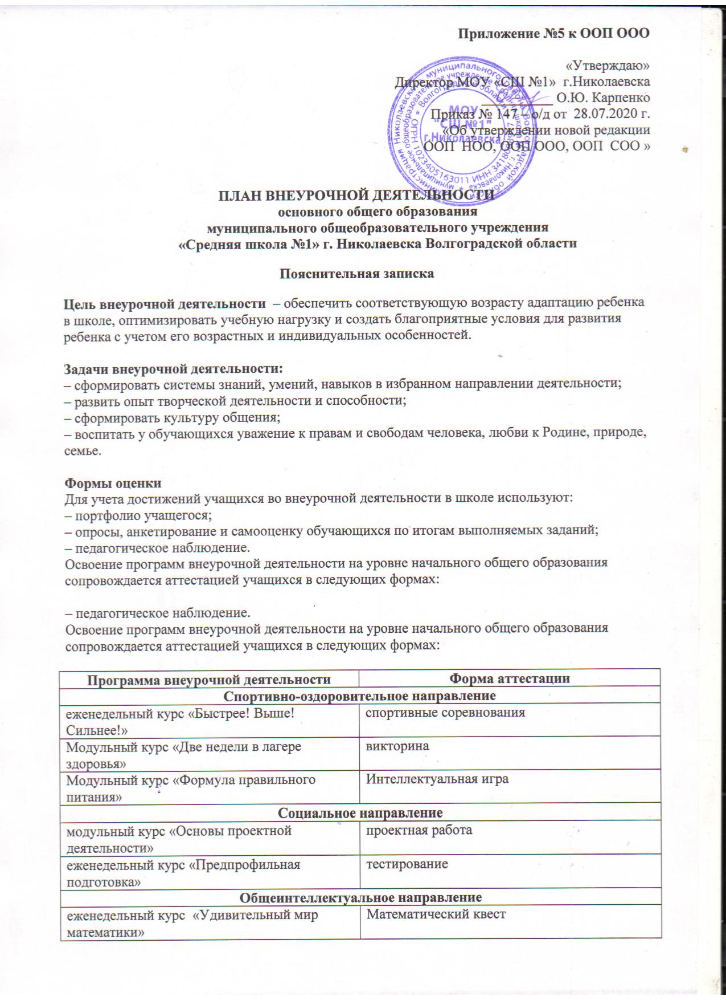 Приложение №5 к ООП ООО
«Утверждаю»
Директор МОУ «СШ №1»  г.Николаевска
__________ О.Ю. Карпенко
Приказ № 147 – о/д от  28.07.2020 г.
«Об утверждении новой редакции
ООП  НОО, ООП ООО, ООП  СОО »
МОУ
"СШ №1"
г.Николаевска
ПЛАН ВНЕУРОЧНОЙ ДЕЯТЕЛЬНОСТИ
основного общего образования
муниципального общеобразовательного учреждения
«Средняя школа №1» г. Николаевска Волгоградской области
Пояснительная записка
Цель внеурочной деятельности  – обеспечить соответствующую возрасту адаптацию ребенка
в школе, оптимизировать учебную нагрузку и создать благоприятные условия для развития
ребенка с учетом его возрастных и индивидуальных особенностей.
Задачи внеурочной деятельности:
– сформировать системы знаний, умений, навыков в избранном направлении деятельности;
– развить опыт творческой деятельности и способности;
– сформировать культуру общения;
– воспитать у обучающихся уважение к правам и свободам человека, любви к Родине, природе,
семье.
Формы оценки
Для учета достижений учащихся во внеурочной деятельности в школе используют:
– портфолио учащегося;
– опросы, анкетирование и самооценку обучающихся по итогам выполняемых заданий;
– педагогическое наблюдение.
Освоение программ внеурочной деятельности на уровне начального общего образования
сопровождается аттестацией учащихся в следующих формах:
– педагогическое наблюдение.
Освоение программ внеурочной деятельности на уровне начального общего образования
сопровождается аттестацией учащихся в следующих формах:
Программа внеурочной деятельности Форма аттестации
Спортивно-оздоровительное направление
еженедельный курс «Быстрее! Выше! спортивные соревнования
Сильнее!»
Модульный курс «Две недели в лагере викторина
здоровья»
Модульный курс «Формула правильного Интеллектуальная игра
питания»
Социальное направление
модульный курс «Основы проектной проектная работа
деятельности»
еженедельный курс «Предпрофильная тестирование
подготовка»
Общеинтеллектуальное направление
еженедельный курс  «Удивительный мир Математический квест
математики»